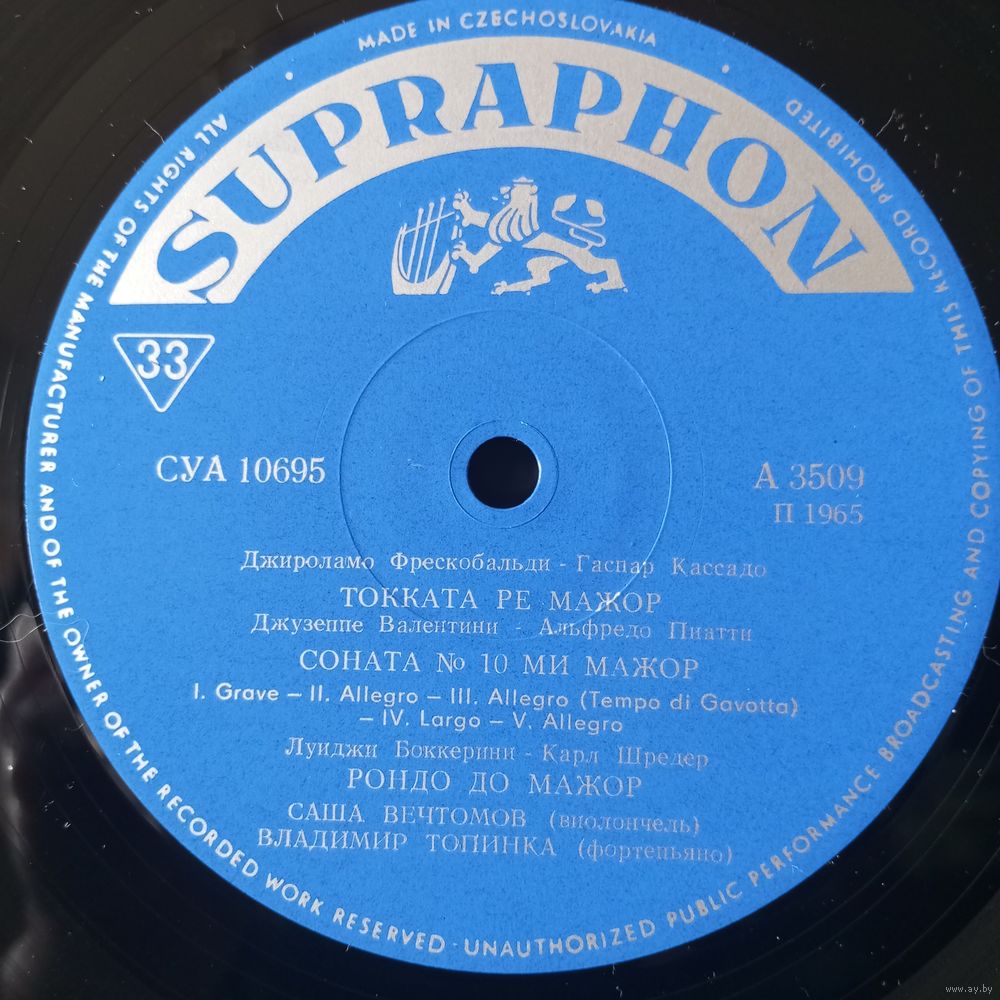 MADE IN CZECHOSLOVAKIA
SUPRAPHON
ALL RIGHTS OF THE MANUFACTURER AND OF THE OWNER OF THE RECORDED WORK RESERVED - UNAUTHORIZED PUBLIC PERFORMANCE BROADCASTING AND COPYING OF THIS RECORD PROHIBITED
33
СУА 10695
А 3509
П 1965
Джироламо Фрескобальди - Гаспар Кассадо
ТОККАТА РЕ МАЖОР
Джузеппе Валентини - Альфредо Пиатти
СОНАТА № 10 МИ МАЖОР
I. Grave – II. Allegro – III. Allegro (Tempo di Gavotta)
– IV. Largo – V. Allegro
Луиджи Боккерини - Карл Шредер
РОНДО ДО МАЖОР
САША ВЕЧТОМОВ (виолончель)
ВЛАДИМИР ТОПИНКА (фортепьяно)
www.ay.by